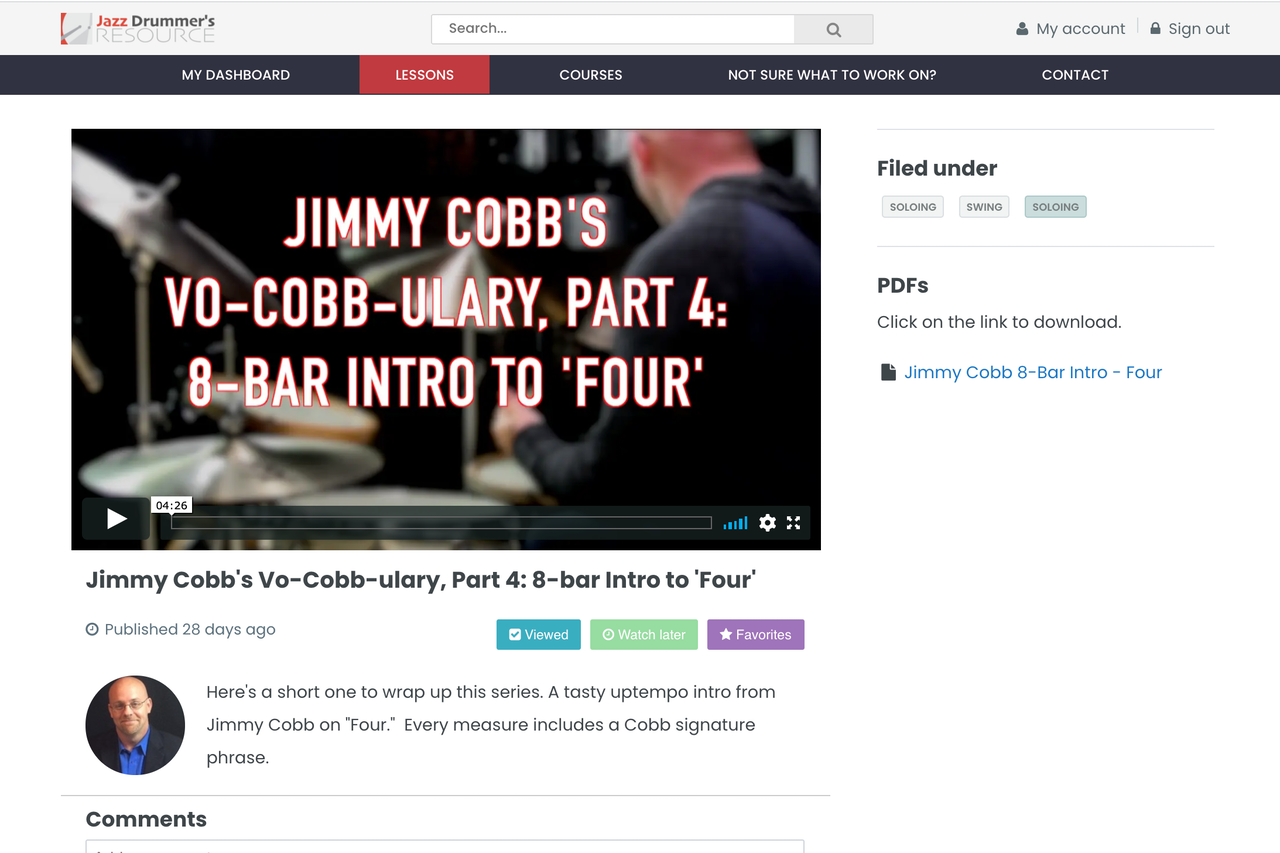 Jazz Drummer's
RESOURCE
Search...
My account
Sign out
MY DASHBOARD
LESSONS
COURSES
NOT SURE WHAT TO WORK ON?
CONTACT
JIMMY COBB'S
VO-COBB-ULARY, PART 4:
8-BAR INTRO TO 'FOUR'
04:26
Jimmy Cobb's Vo-Cobb-ulary, Part 4: 8-bar Intro to 'Four'
Published 28 days ago
Viewed
Watch later
Favorites
Here's a short one to wrap up this series. A tasty uptempo intro from
Jimmy Cobb on "Four."  Every measure includes a Cobb signature
phrase.
Comments
Filed under
SOLOING
SWING
SOLOING
PDFs
Click on the link to download.
Jimmy Cobb 8-Bar Intro - Four